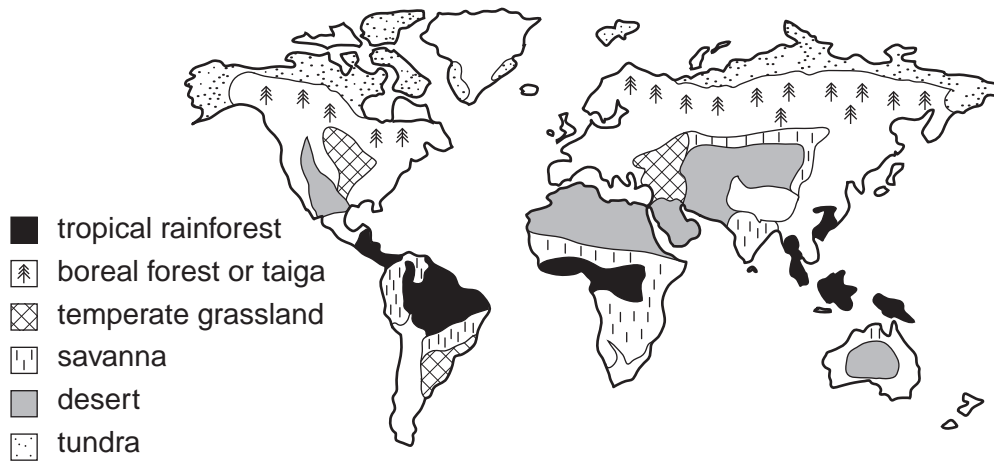 tropical rainforest
boreal forest or taiga
temperate grassland
savanna
desert
tundra